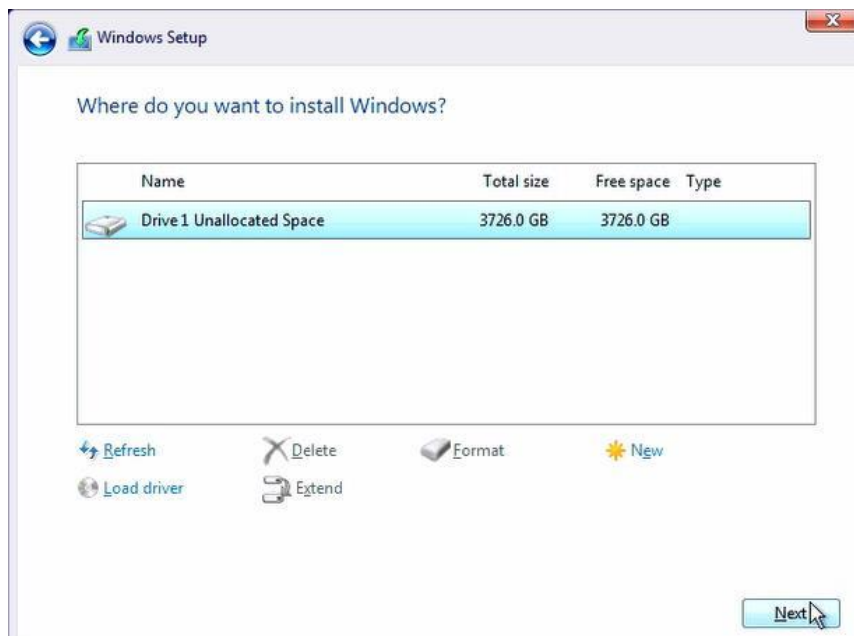 Windows Setup
Where do you want to install Windows?
Name Total size Free space Type
Drive 1 Unallocated Space 3726.0 GB 3726.0 GB
Refresh Delete Format New
Load driver Extend
Next